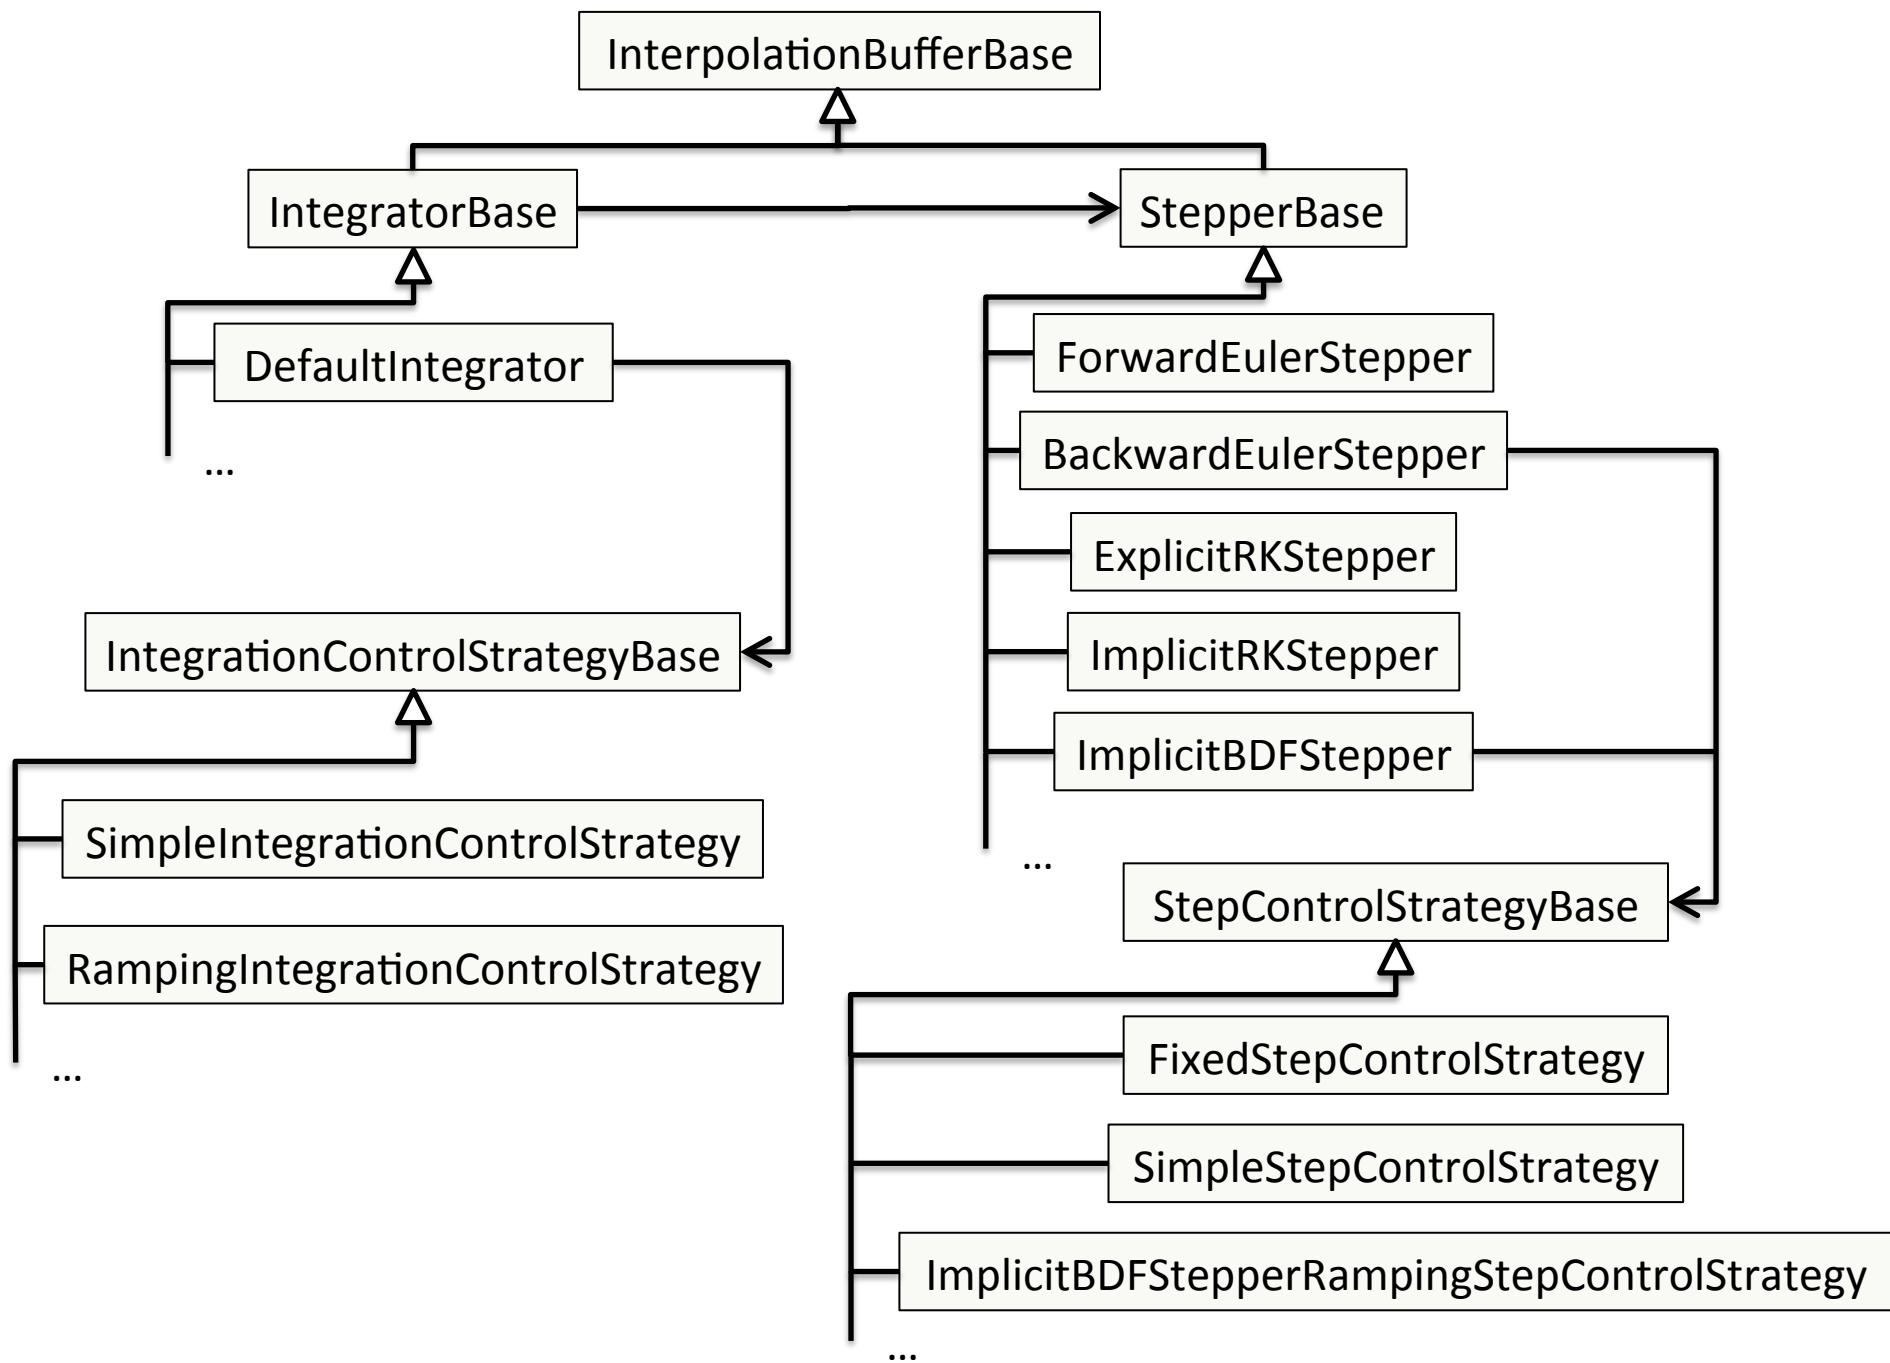 InterpolationBufferBase
IntegratorBase
StepperBase
DefaultIntegrator
...
ForwardEulerStepper
BackwardEulerStepper
ExplicitRKStepper
ImplicitRKStepper
ImplicitBDFStepper
...
IntegrationControlStrategyBase
SimpleIntegrationControlStrategy
RampingIntegrationControlStrategy
...
StepControlStrategyBase
FixedStepControlStrategy
SimpleStepControlStrategy
ImplicitBDFStepperRampingStepControlStrategy
...